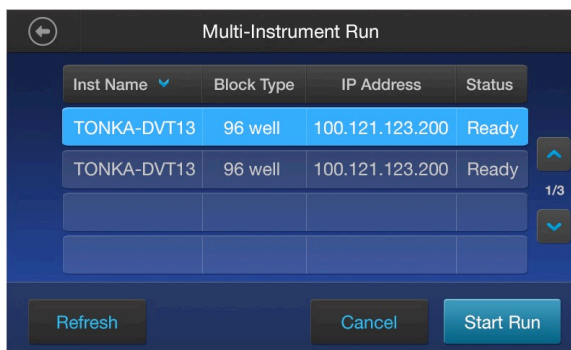 Multi-Instrument Run
Inst Name Block Type IP Address Status
TONKA-DVT13 96 well 100.121.123.200 Ready
TONKA-DVT13 96 well 100.121.123.200 Ready
1/3
Refresh Cancel Start Run